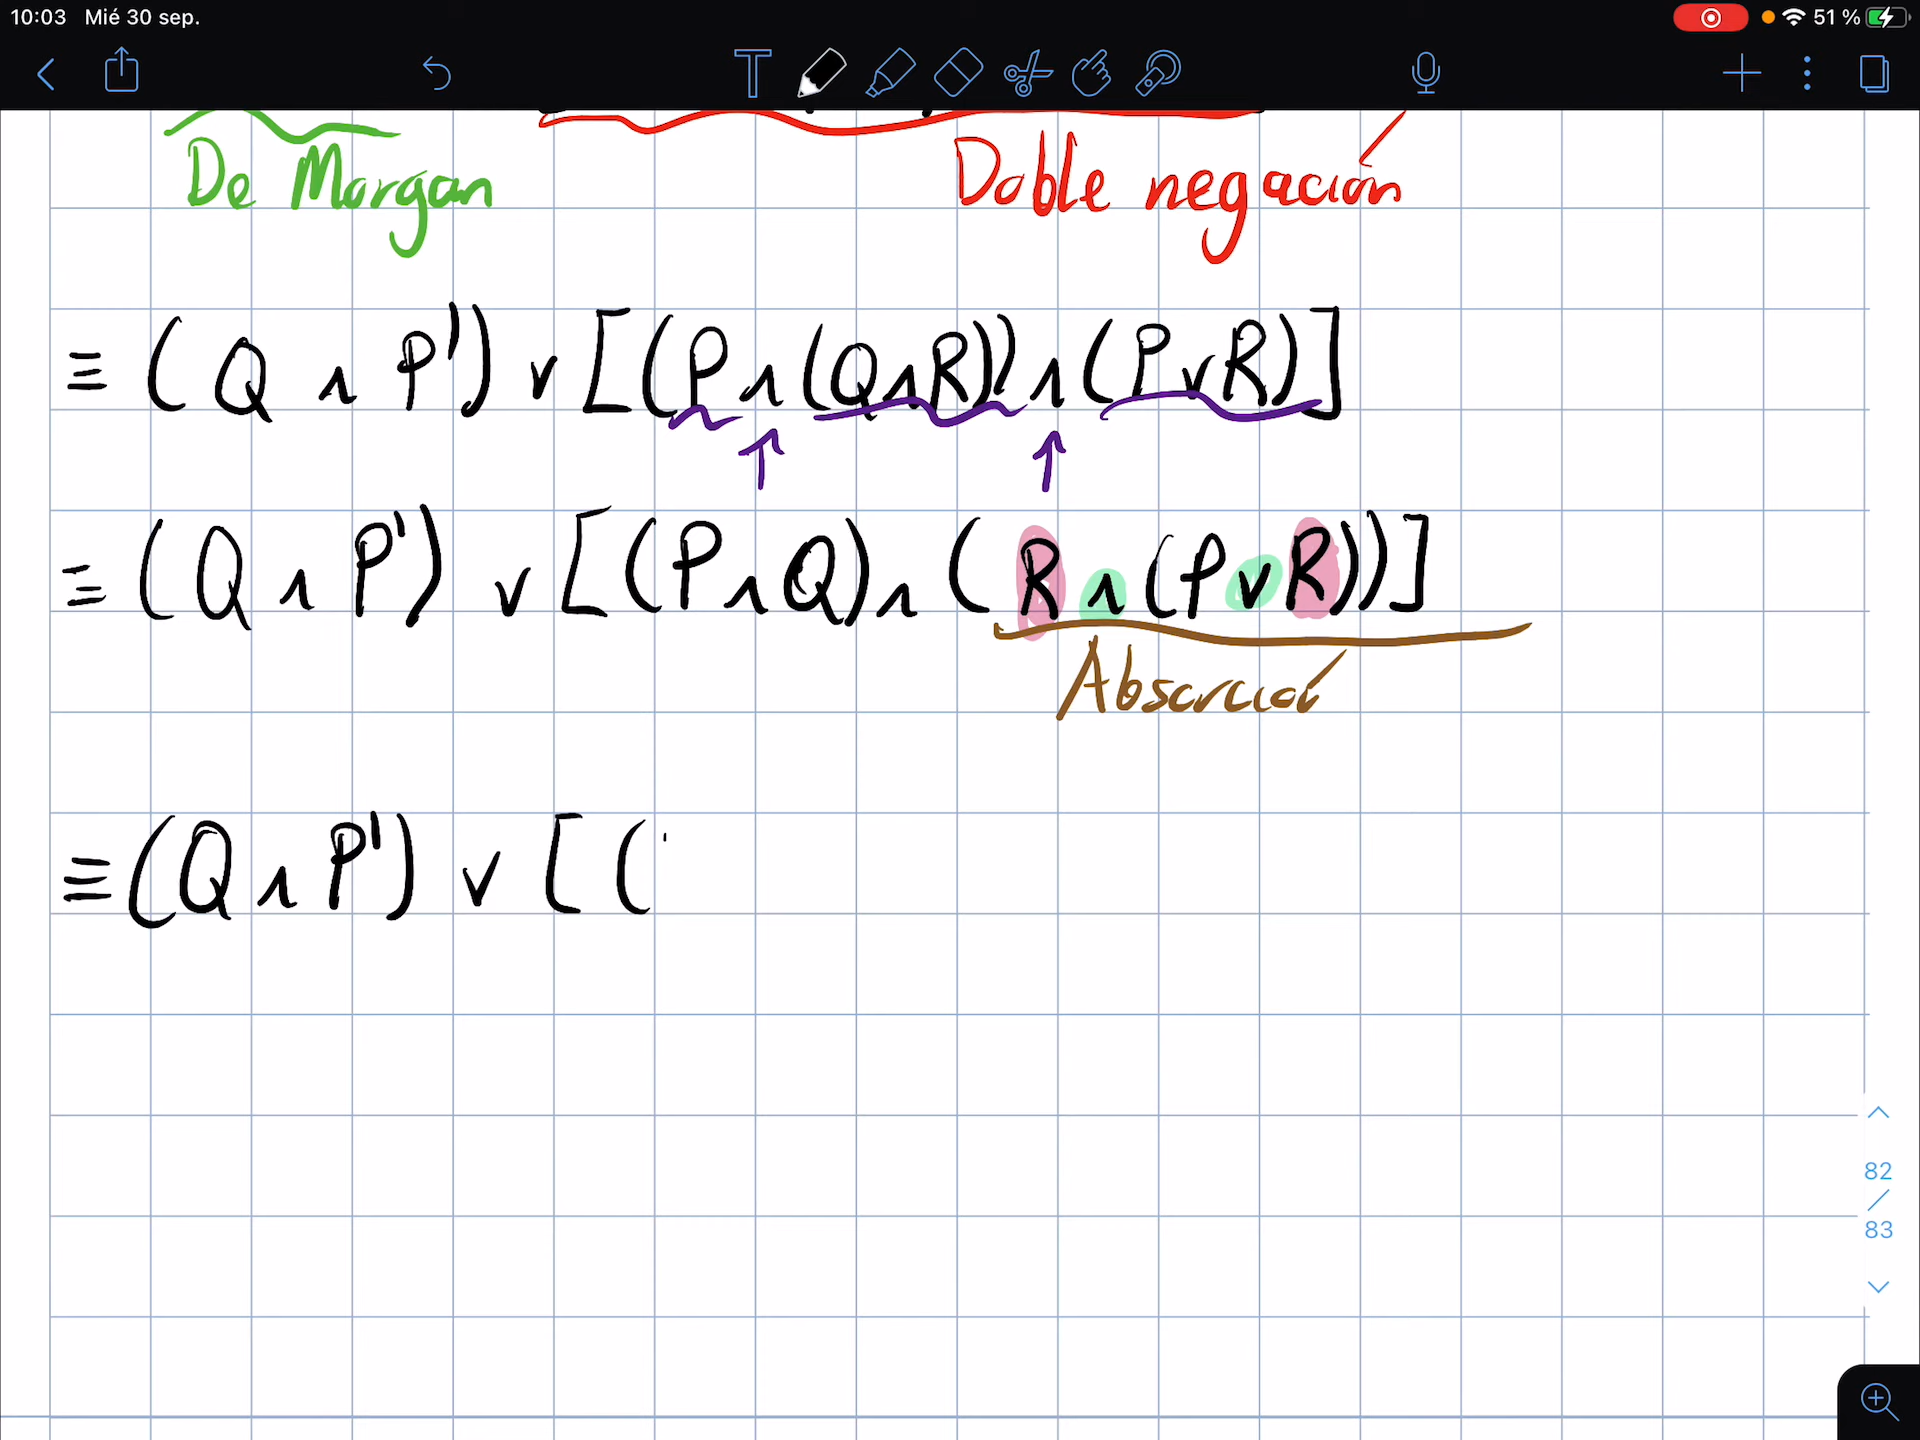 10:03 Mié 30 sep. 51 %
T
De Morgan Doble negación
≡ (Q ∧ P') ∨ [(P ∧ (Q ∧ R)) ∧ (P ∨ R)]
≡ (Q ∧ P') ∨ [(P ∧ Q) ∧ (R ∧ (P ∨ R))]
Absorción
≡ (Q ∧ P') ∨ [(
82
/
83